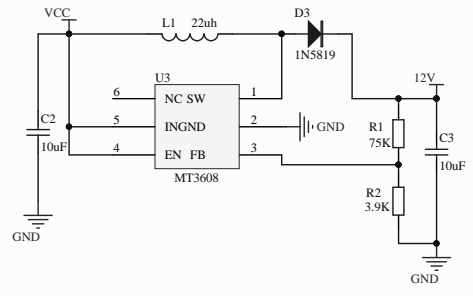 VCC
L1 22uh
D3
1N5819
U3
12V
6 NC SW 1
5 INGND 2 GND
4 EN FB 3
MT3608
C2
10uF
R1
75K
C3
10uF
R2
3.9K
GND
GND